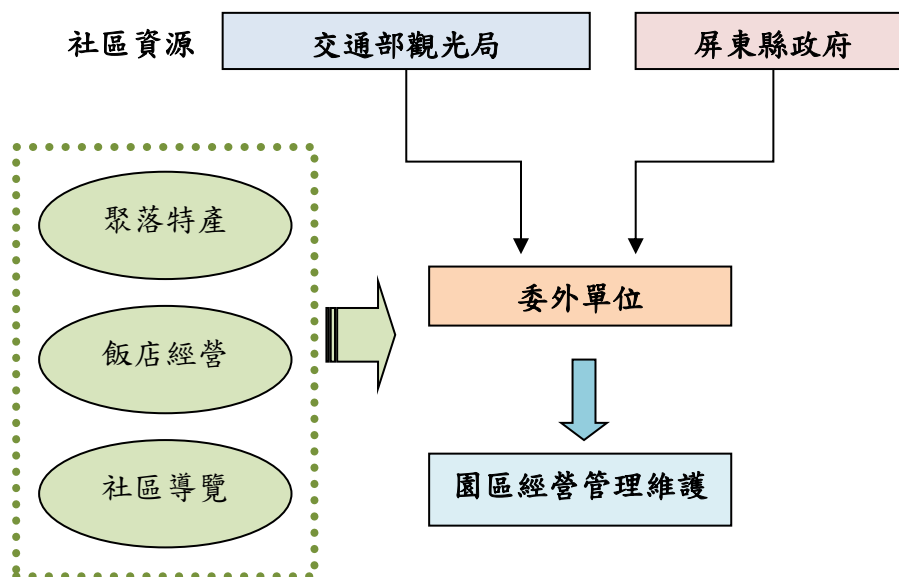 社區資源
交通部觀光局
屏東縣政府
聚落特產
飯店經營
社區導覽
委外單位
園區經營管理維護